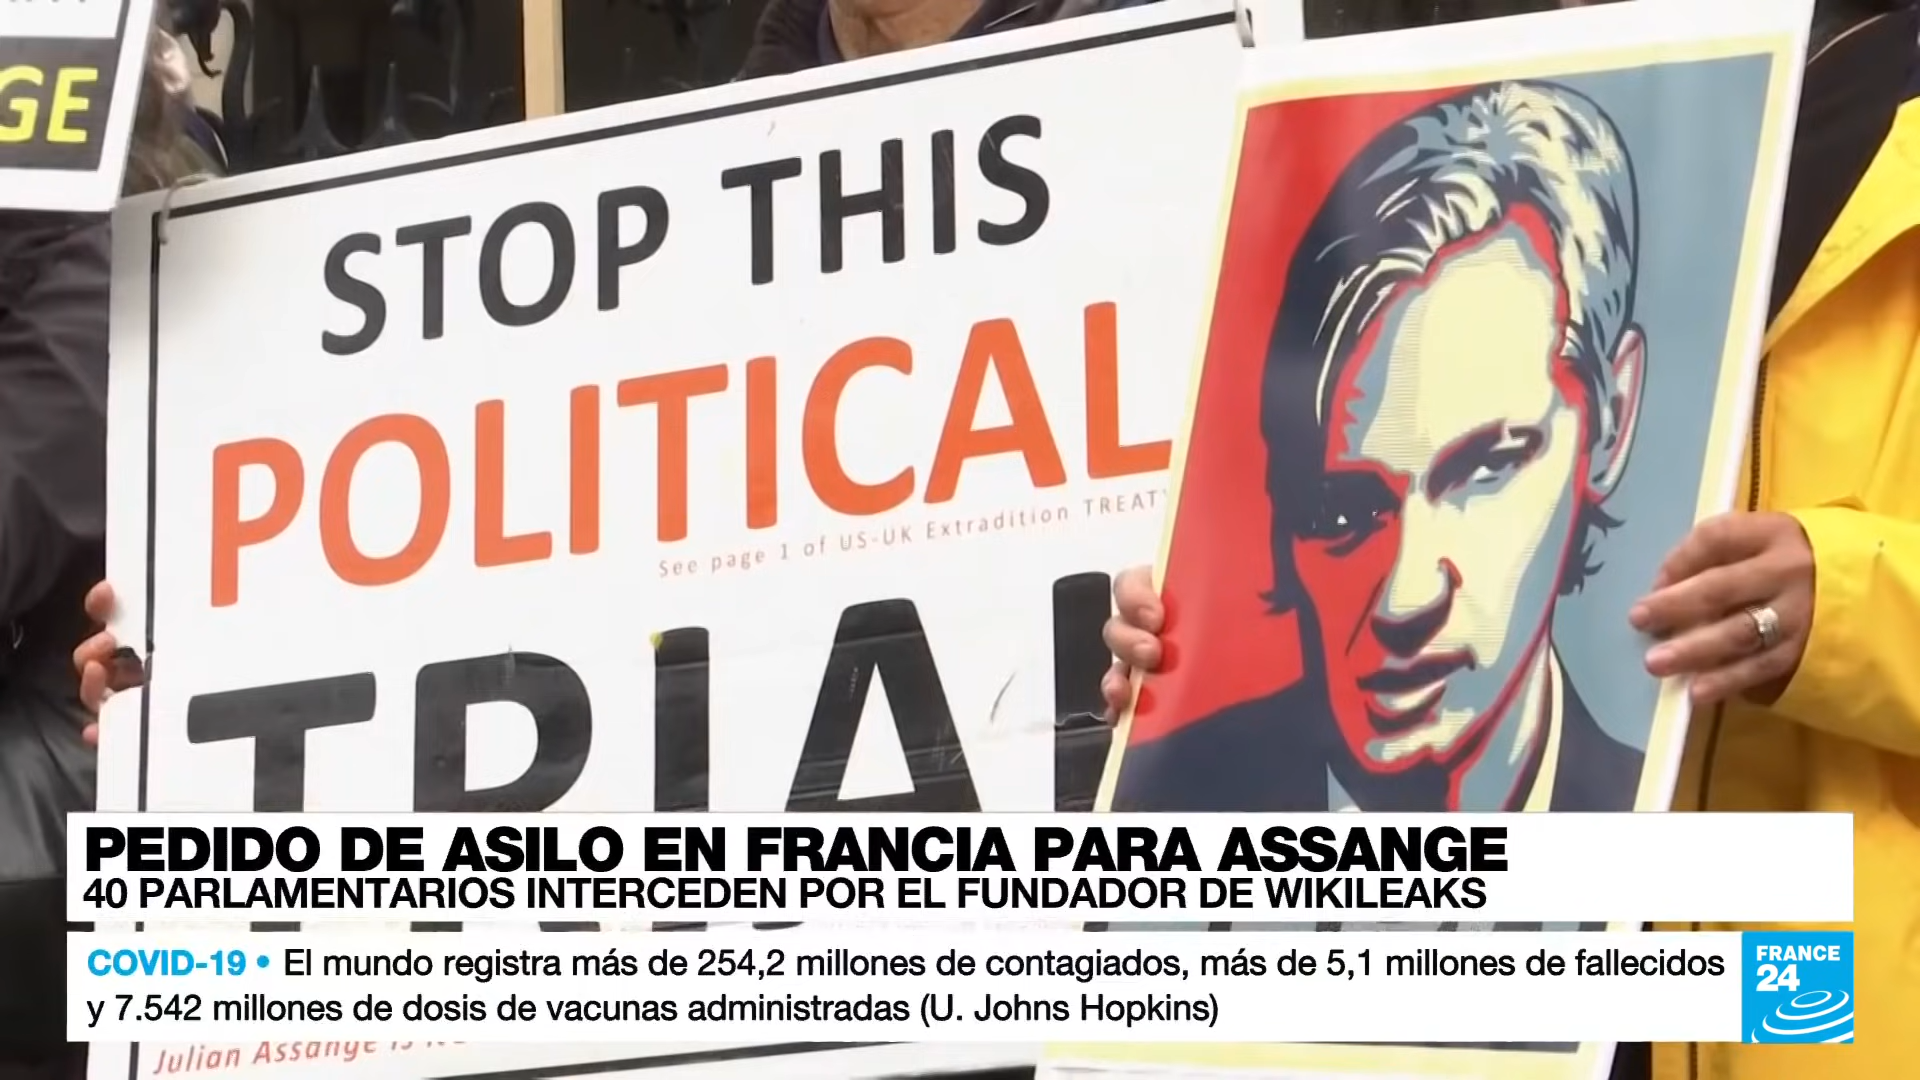 GE
STOP THIS
POLITICAL
See page 1 of US-UK Extradition TREATY
TRIAL
PEDIDO DE ASILO EN FRANCIA PARA ASSANGE
40 PARLAMENTARIOS INTERCEDEN POR EL FUNDADOR DE WIKILEAKS
COVID-19 • El mundo registra más de 254,2 millones de contagiados, más de 5,1 millones de fallecidos
y 7.542 millones de dosis de vacunas administradas (U. Johns Hopkins)
FRANCE
24
Julian Assange is